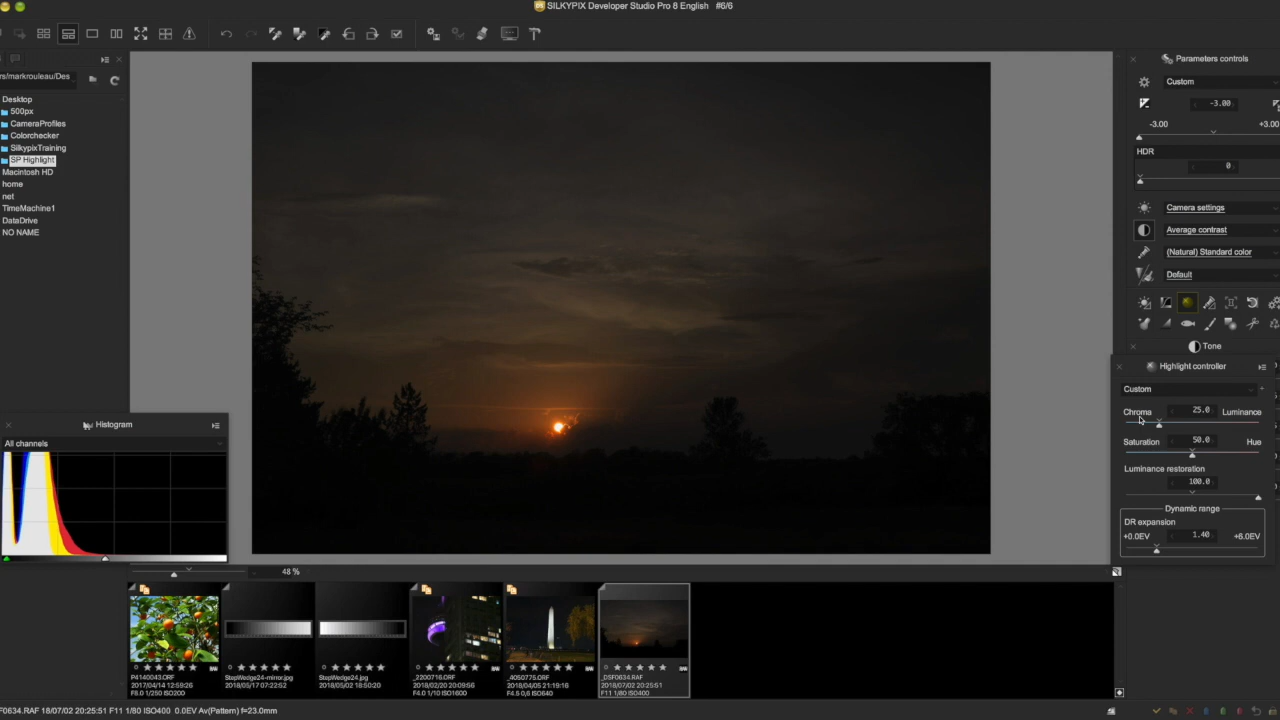 SILKYPIX Developer Studio Pro 8 English #6/6
rs/markrouleau/Des
Desktop
500px
CameraProfiles
Colorchecker
SilkypixTraining
SP Highlight
Macintosh HD
home
net
TimeMachine1
DataDrive
NO NAME
Histogram
All channels
48 %
P4140043.ORF
2017/04/14 12:59:26
F8.0 1/250 ISO200
StepWedge24-mirror.jpg
2018/05/17 07:22:52
StepWedge24.jpg
2018/05/02 18:50:20
_2200716.ORF
2018/02/20 20:09:56
F4.0 1/10 ISO1600
_4050775.ORF
2018/04/05 21:19:16
F4.5 0.6 ISO640
_DSF0634.RAF
2018/07/02 20:25:51
F11 1/80 ISO400
Parameters controls
Custom
-3.00
-3.00 +3.00
HDR
0
Camera settings
Average contrast
(Natural) Standard color
Default
Tone
Highlight controller
Custom
Chroma 25.0 Luminance
Saturation 50.0 Hue
Luminance restoration
100.0
Dynamic range
DR expansion
+0.0EV 1.40 +6.0EV
F0634.RAF 18/07/02 20:25:51 F11 1/80 ISO400 0.0EV Av(Pattern) f=23.0mm